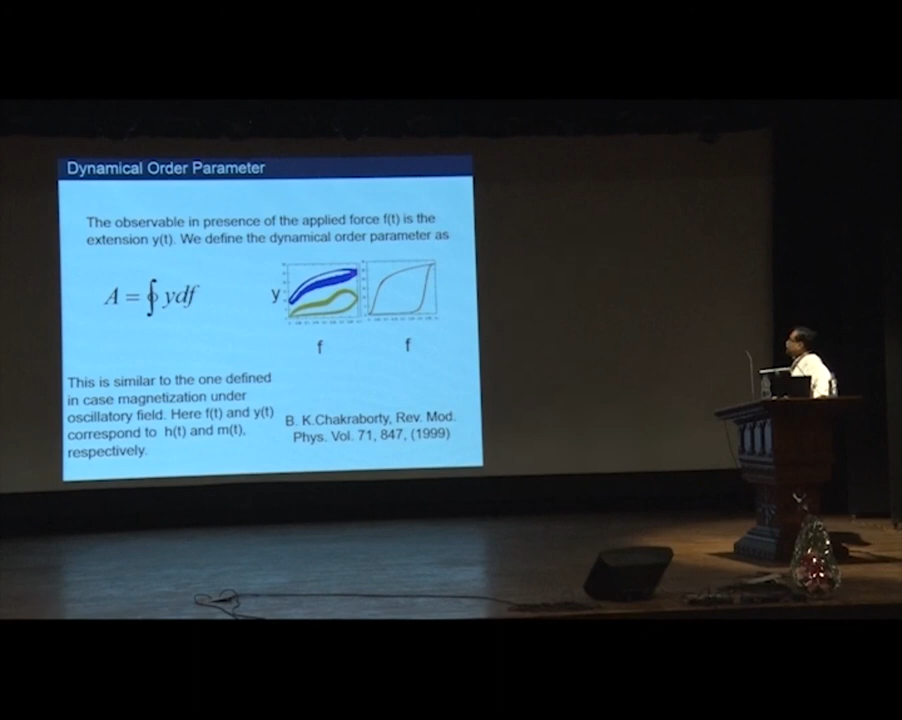 Dynamical Order Parameter
The observable in presence of the applied force f(t) is the
extension y(t). We define the dynamical order parameter as
A = ∮ ydf
y
f
f
This is similar to the one defined
in case magnetization under
oscillatory field. Here f(t) and y(t)
correspond to h(t) and m(t),
respectively.
B. K.Chakraborty, Rev. Mod.
Phys. Vol. 71, 847, (1999)